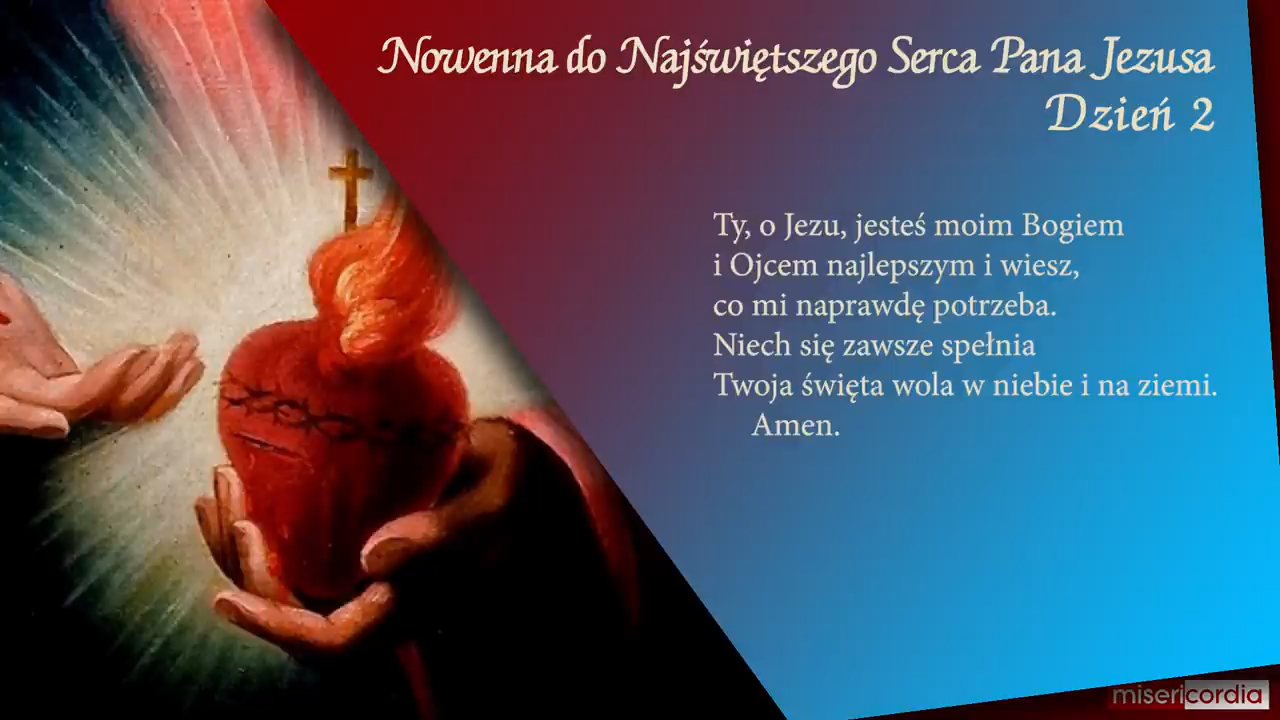 Nowenna do Najświętszego Serca Pana Jezusa
Dzień 2
Ty, o Jezu, jesteś moim Bogiem
i Ojcem najlepszym i wiesz,
co mi naprawdę potrzeba.
Niech się zawsze spełnia
Twoja święta wola w niebie i na ziemi.
Amen.
misericordia